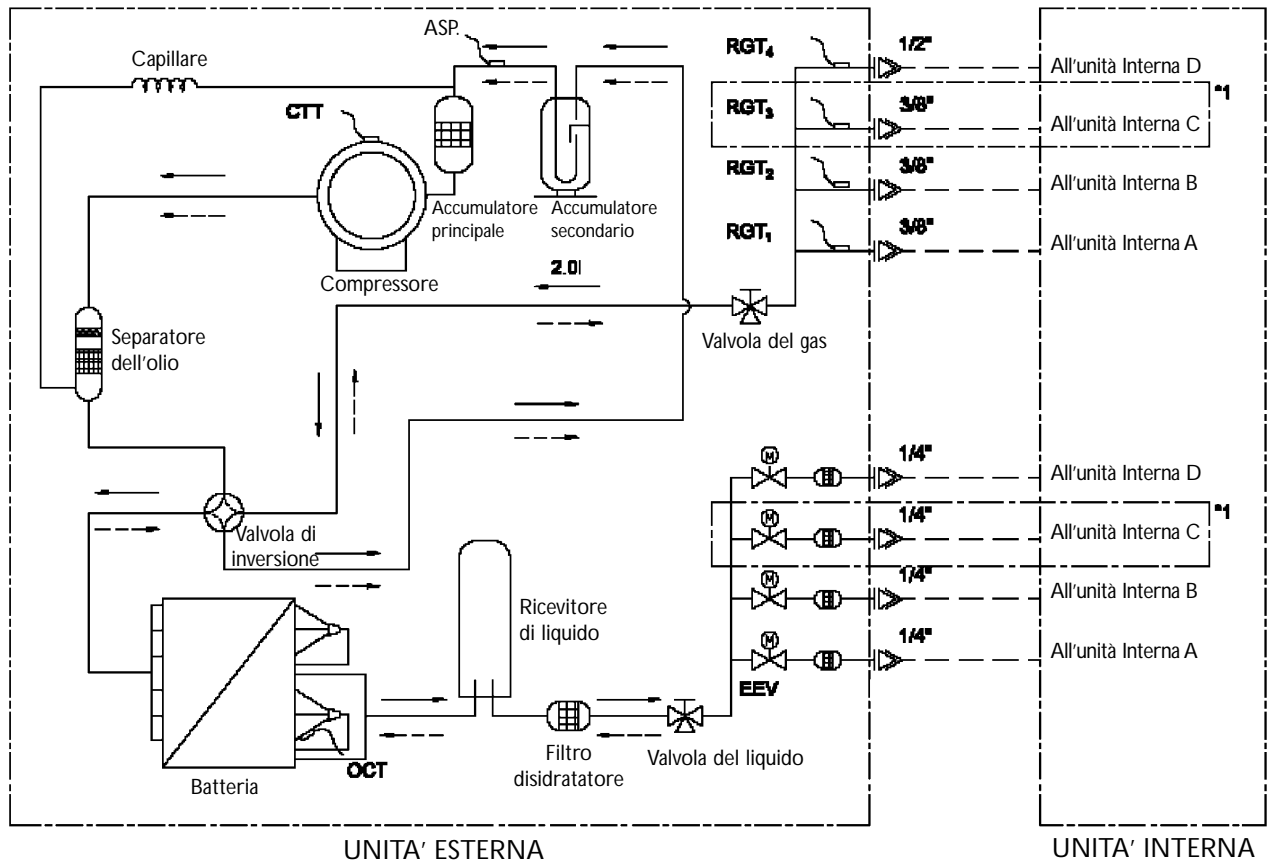 ASP.
Capillare
CTT
Accumulatore
principale
Accumulatore
secondario
Compressore
2.0l
Separatore
dell'olio
RGT4
1/2"
All'unità Interna D
*1
RGT3
3/8"
All'unità Interna C
RGT2
3/8"
All'unità Interna B
RGT1
3/8"
All'unità Interna A
Valvola del gas
Valvola di
inversione
M
1/4"
All'unità Interna D
*1
M
1/4"
All'unità Interna C
M
1/4"
All'unità Interna B
M
1/4"
All'unità Interna A
EEV
Ricevitore
di liquido
Filtro
disidratatore
Valvola del liquido
OCT
Batteria
UNITA' ESTERNA
UNITA' INTERNA